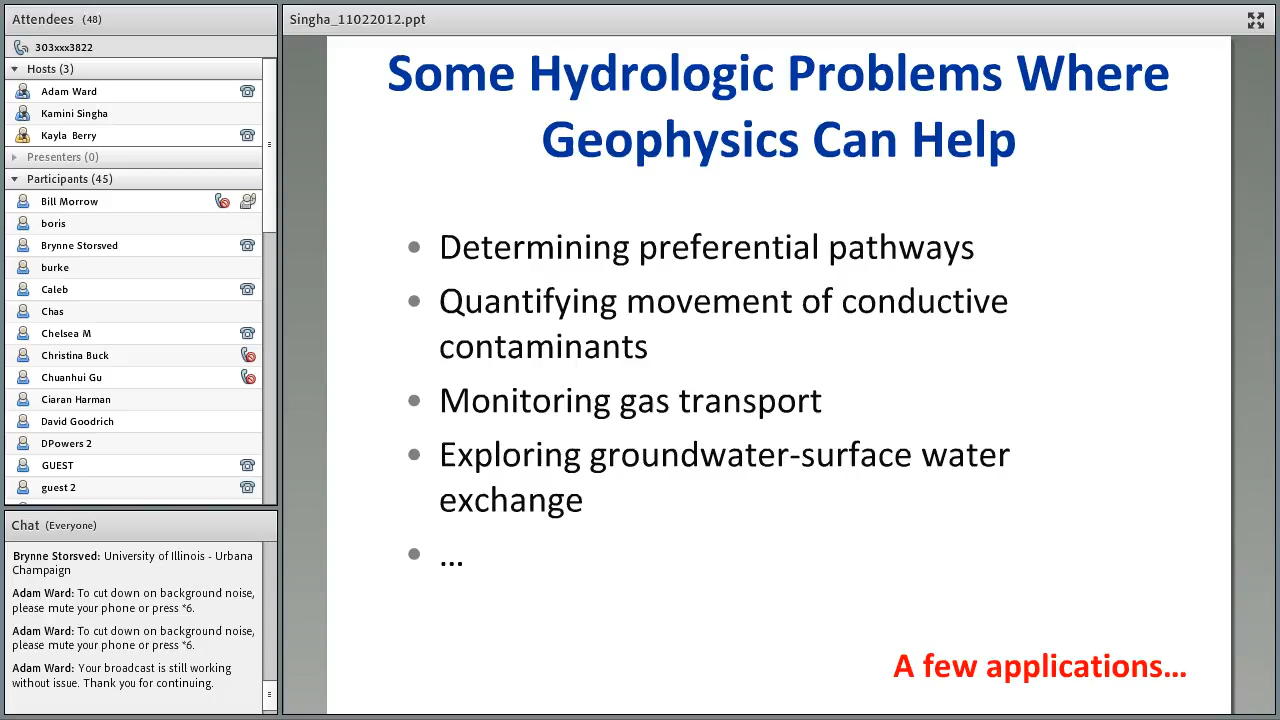 Attendees (48)
303xxx3822
Hosts (3)
Adam Ward
Kamini Singha
Kayla Berry
Presenters (0)
Participants (45)
Bill Morrow
boris
Brynne Storsved
burke
Caleb
Chas
Chelsea M
Christina Buck
Chuanhui Gu
Ciaran Harman
David Goodrich
DPowers 2
GUEST
guest 2
Chat (Everyone)
Brynne Storsved: University of Illinois - Urbana
Champaign
Adam Ward: To cut down on background noise,
please mute your phone or press *6.
Adam Ward: To cut down on background noise,
please mute your phone or press *6.
Adam Ward: Your broadcast is still working
without issue. Thank you for continuing.
Singha_11022012.ppt
Some Hydrologic Problems Where
Geophysics Can Help
• Determining preferential pathways
• Quantifying movement of conductive
contaminants
• Monitoring gas transport
• Exploring groundwater-surface water
exchange
• ...
A few applications...